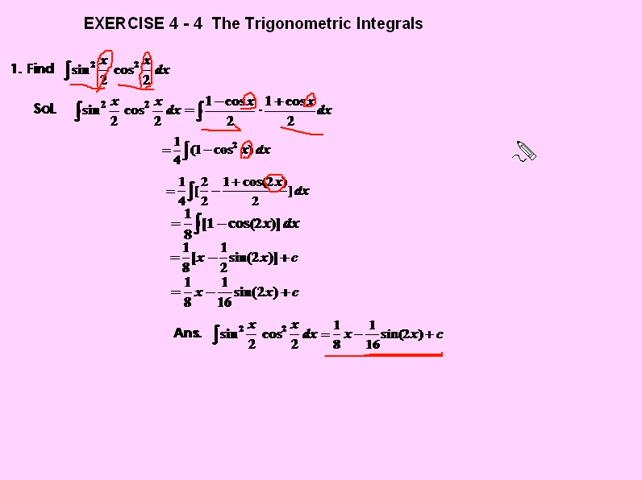 EXERCISE 4 - 4 The Trigonometric Integrals
1. Find ∫sin² x/2 cos² x/2 dx
Sol. ∫sin² x/2 cos² x/2 dx = ∫ (1−cos x)/2 · (1+cos x)/2 dx
= 1/4 ∫(1−cos² x) dx
= 1/4 ∫[2/2 − (1+cos(2x))/2] dx
= 1/8 ∫[1−cos(2x)] dx
= 1/8 [x − 1/2 sin(2x)] + c
= 1/8 x − 1/16 sin(2x) + c
Ans. ∫sin² x/2 cos² x/2 dx = 1/8 x − 1/16 sin(2x) + c